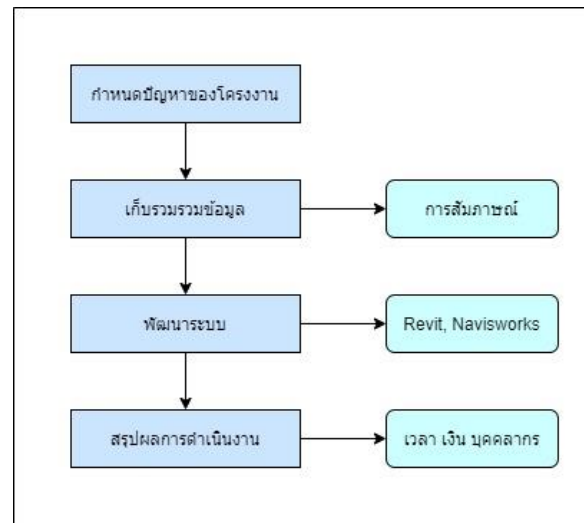 กำหนดปัญหาของโครงงาน
เก็บรวมรวมข้อมูล
การสัมภาษณ์
พัฒนาระบบ
Revit, Navisworks
สรุปผลการดำเนินงาน
เวลา เงิน บุคคลากร